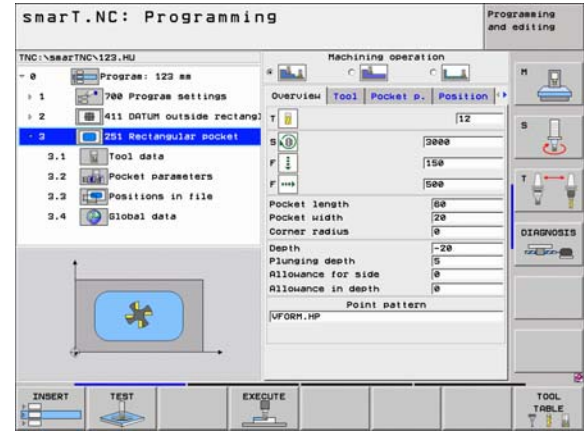 smarT.NC: Programming
Programming
and editing
TNC:\smarTNC\123.HU
0 Program: 123 mm
1 700 Program settings
2 411 DATUM outside rectang
3 251 Rectangular pocket
3.1 Tool data
3.2 Pocket parameters
3.3 Positions in file
3.4 Global data
Machining operation
Overview Tool Pocket p. Position
T 12
S 3000
F 150
F 500
Pocket length 60
Pocket width 20
Corner radius 0
Depth -20
Plunging depth 5
Allowance for side 0
Allowance in depth 0
Point pattern
VFORM.HP
M
S
T
DIAGNOSIS
INSERT
TEST
EXECUTE
TOOL
TABLE